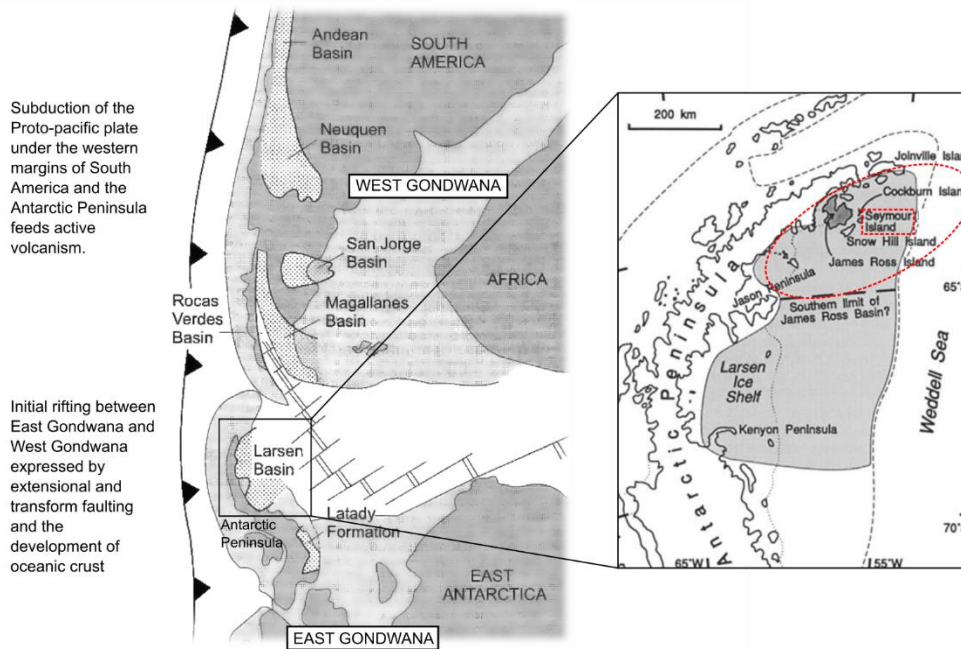 Subduction of the
Proto-pacific plate
under the western
margins of South
America and the
Antarctic Peninsula
feeds active
volcanism.
Initial rifting between
East Gondwana and
West Gondwana
expressed by
extensional and
transform faulting
and the
development of
oceanic crust
Andean
Basin
SOUTH
AMERICA
Neuquen
Basin
WEST GONDWANA
San Jorge
Basin
AFRICA
Rocas
Verdes
Basin
Magallanes
Basin
Larsen
Basin
Antarctic
Peninsula
Latady
Formation
EAST
ANTARCTICA
EAST GONDWANA
200 km
Joinville Islan
Cockburn Islan
Seymour
Island
Snow Hill Island
James Ross Island
Jason Peninsula
65°
Southern limit of
James Ross Basin?
Antarctic Peninsula
Larsen
Ice
Shelf
Weddell Sea
Kenyon Peninsula
70°
65°W
55°W